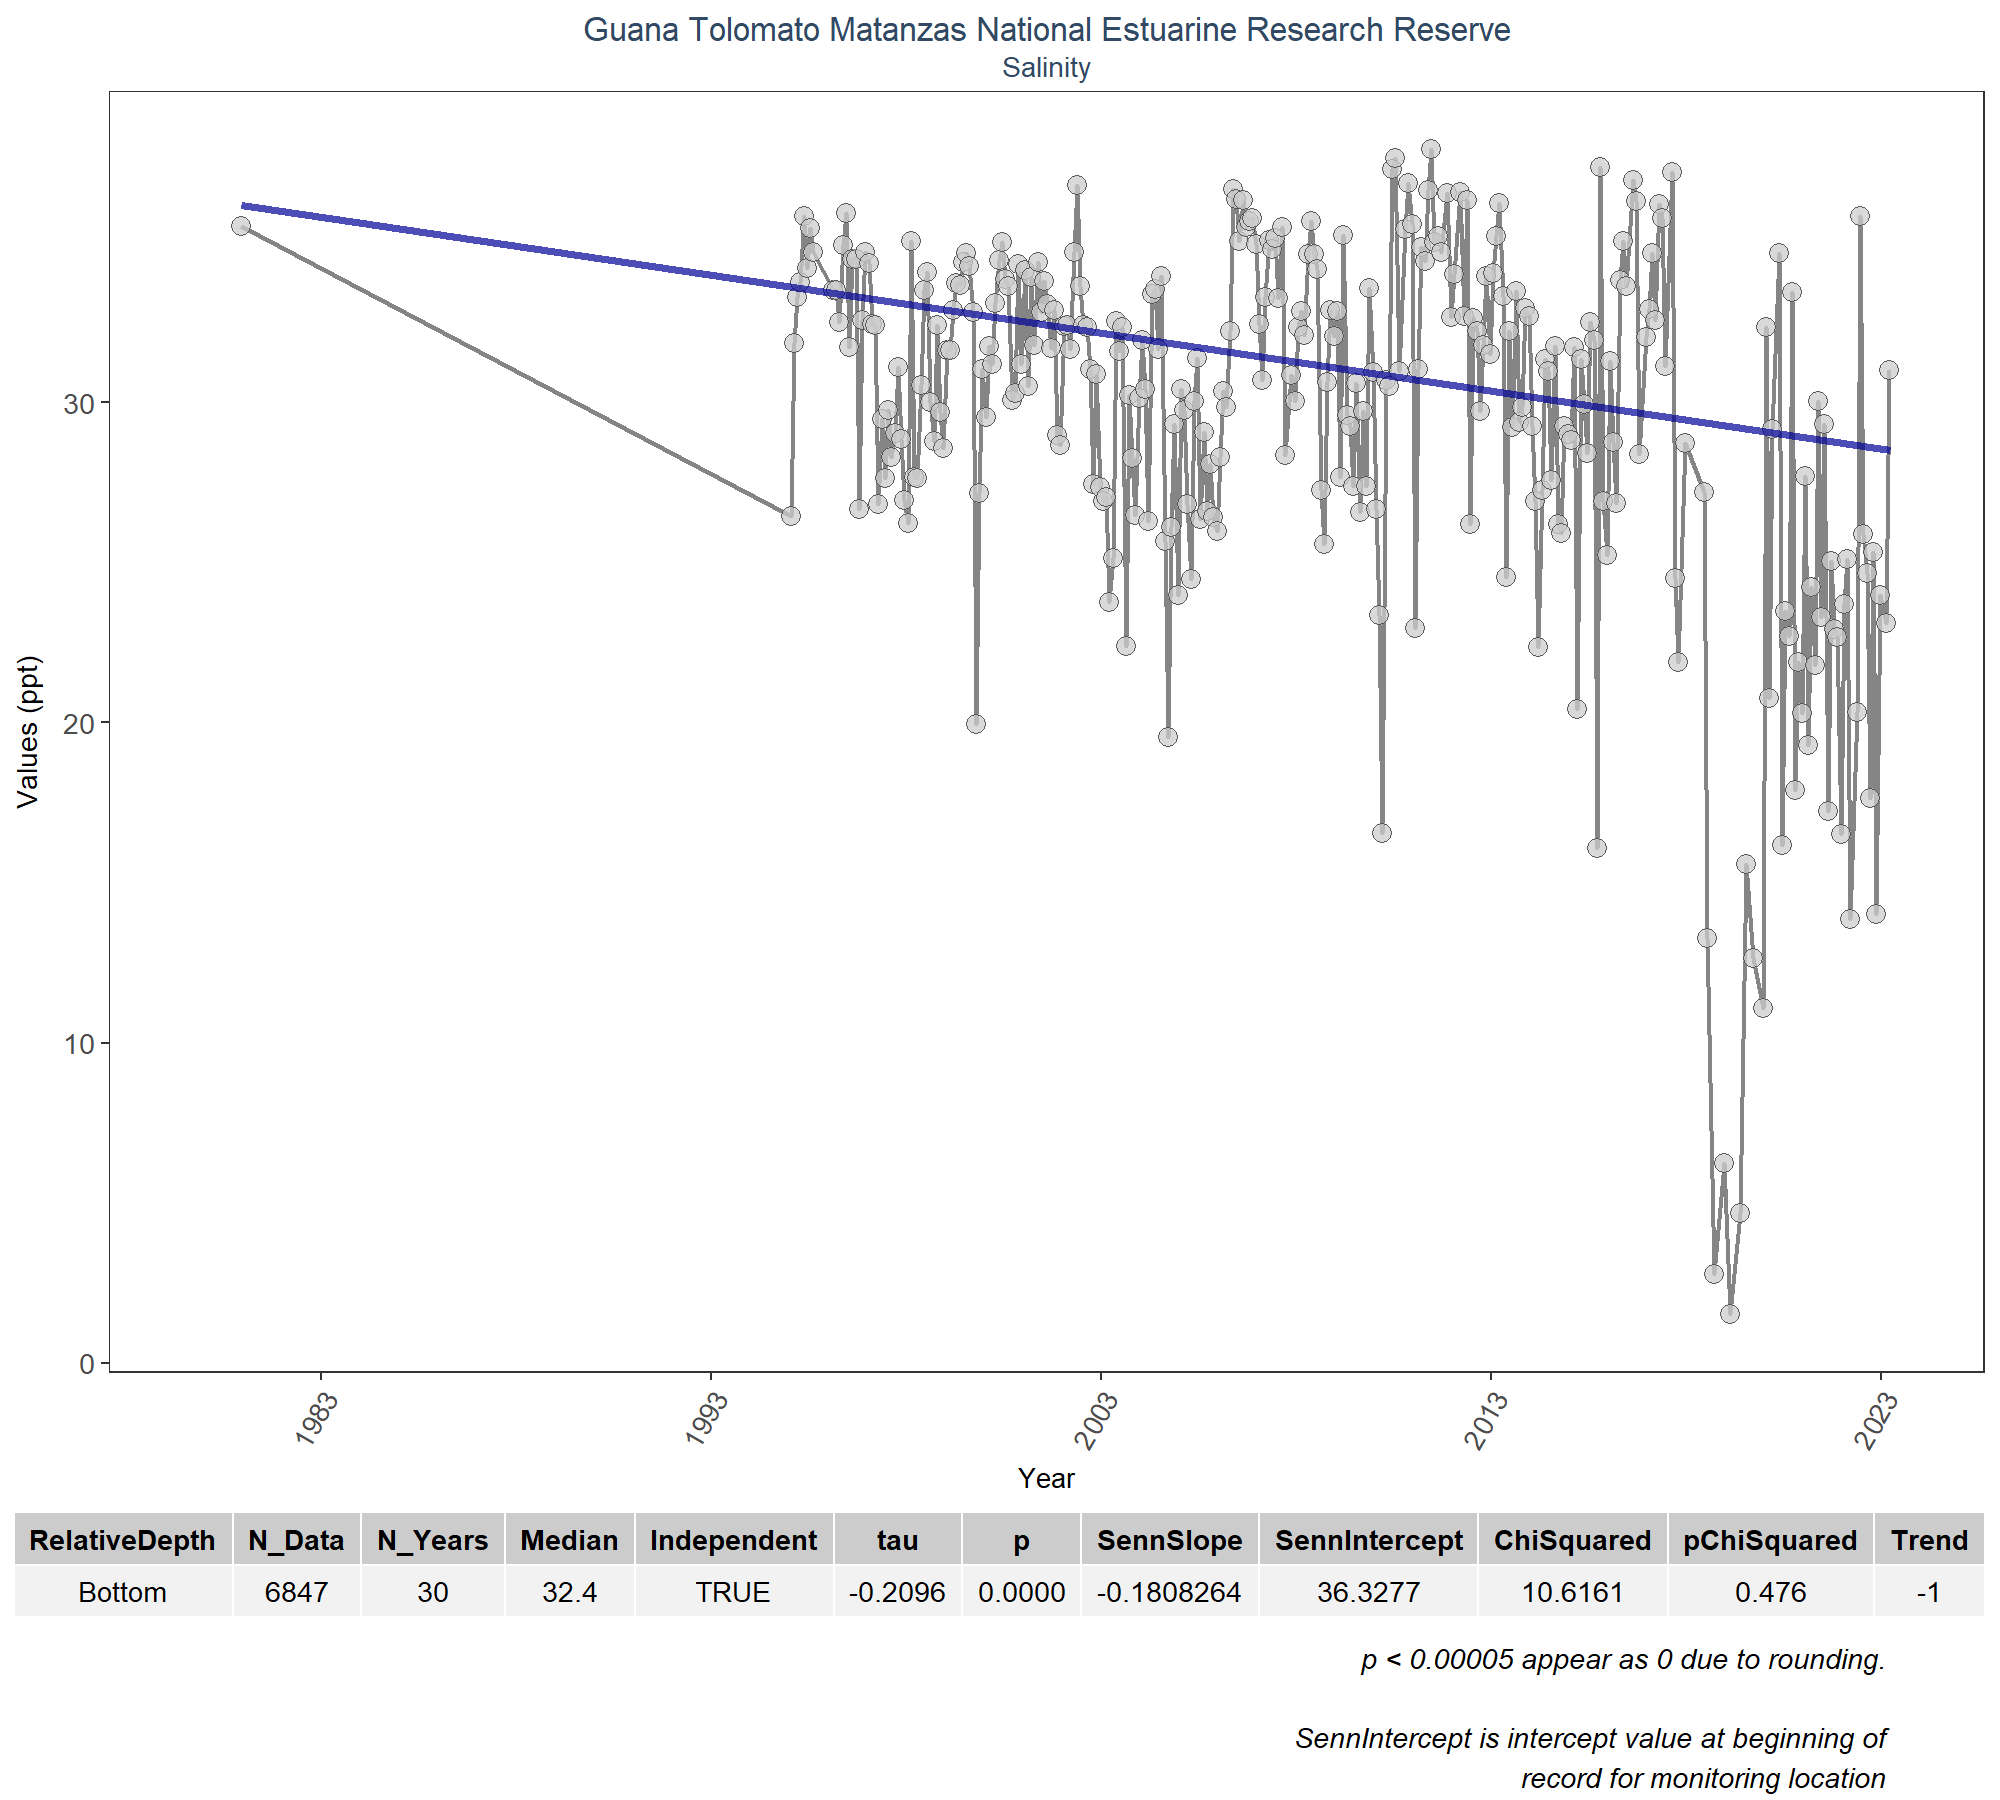 Guana Tolomato Matanzas National Estuarine Research Reserve
Salinity
Values (ppt)
30
20
10
0
1983
1993
2003
2013
2023
Year
RelativeDepth N_Data N_Years Median Independent tau p SennSlope SennIntercept ChiSquared pChiSquared Trend
Bottom 6847 30 32.4 TRUE -0.2096 0.0000 -0.1808264 36.3277 10.6161 0.476 -1
p < 0.00005 appear as 0 due to rounding.
SennIntercept is intercept value at beginning of
record for monitoring location